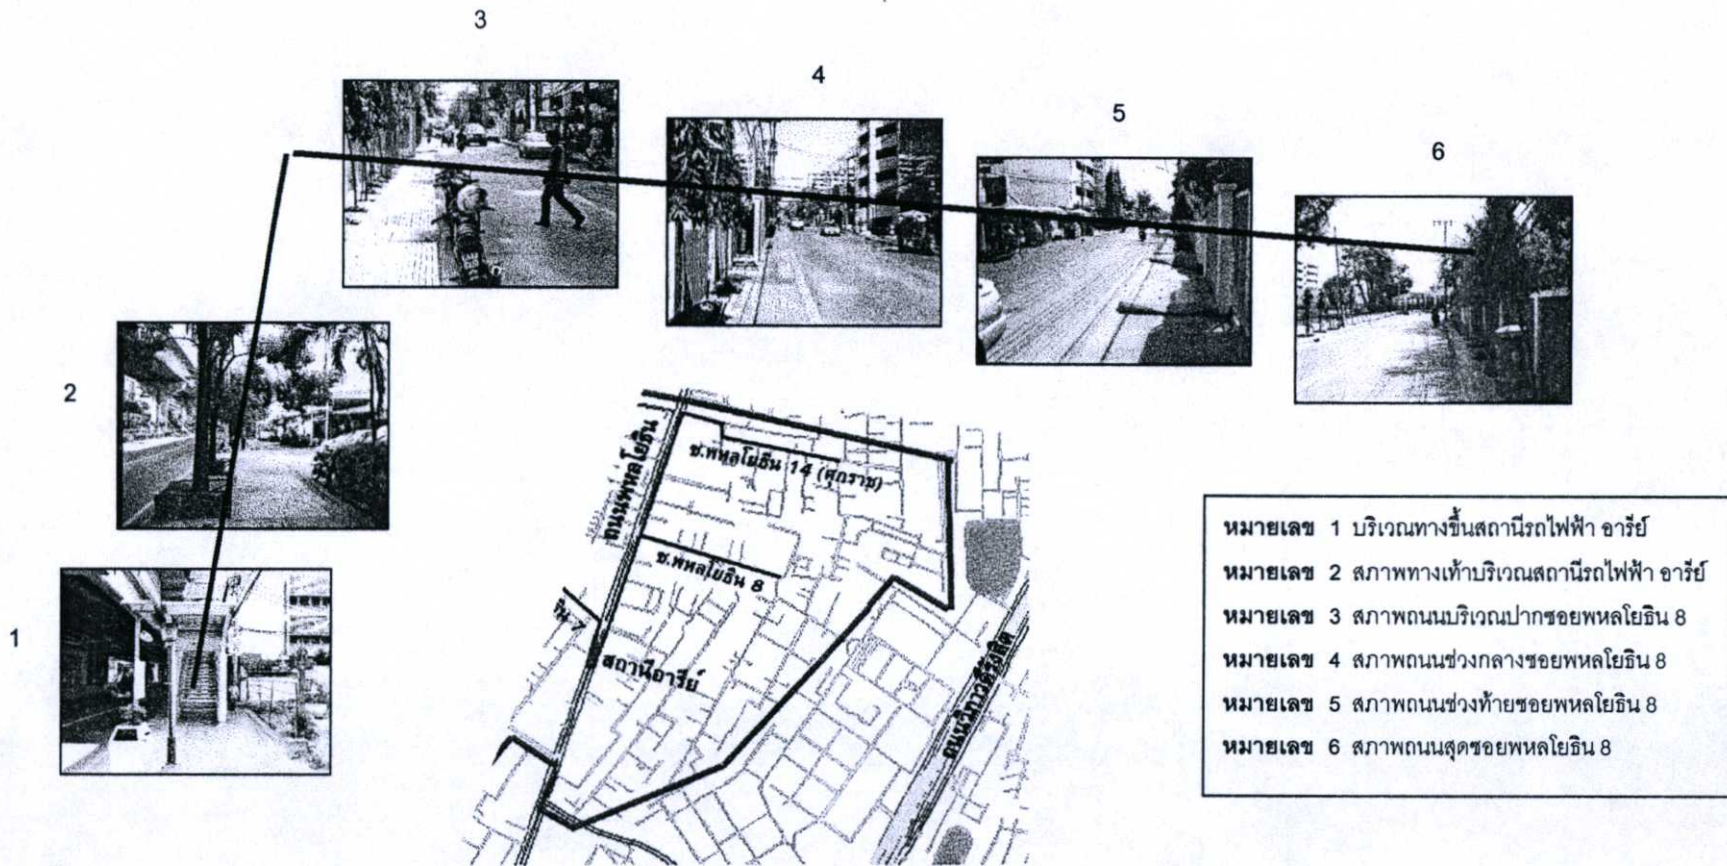 3
4
5
6
2
1
ถนนพหลโยธิน
ซ.พหลโยธิน 14 (ศุภราช)
ซ.พหลโยธิน 8
ธิน 7
สถานีอารีย์
ถนนวิภาวดีรังสิต
หมายเลข 1 บริเวณทางขึ้นสถานีรถไฟฟ้า อารีย์
หมายเลข 2 สภาพทางเท้าบริเวณสถานีรถไฟฟ้า อารีย์
หมายเลข 3 สภาพถนนบริเวณปากซอยพหลโยธิน 8
หมายเลข 4 สภาพถนนช่วงกลางซอยพหลโยธิน 8
หมายเลข 5 สภาพถนนช่วงท้ายซอยพหลโยธิน 8
หมายเลข 6 สภาพถนนสุดซอยพหลโยธิน 8